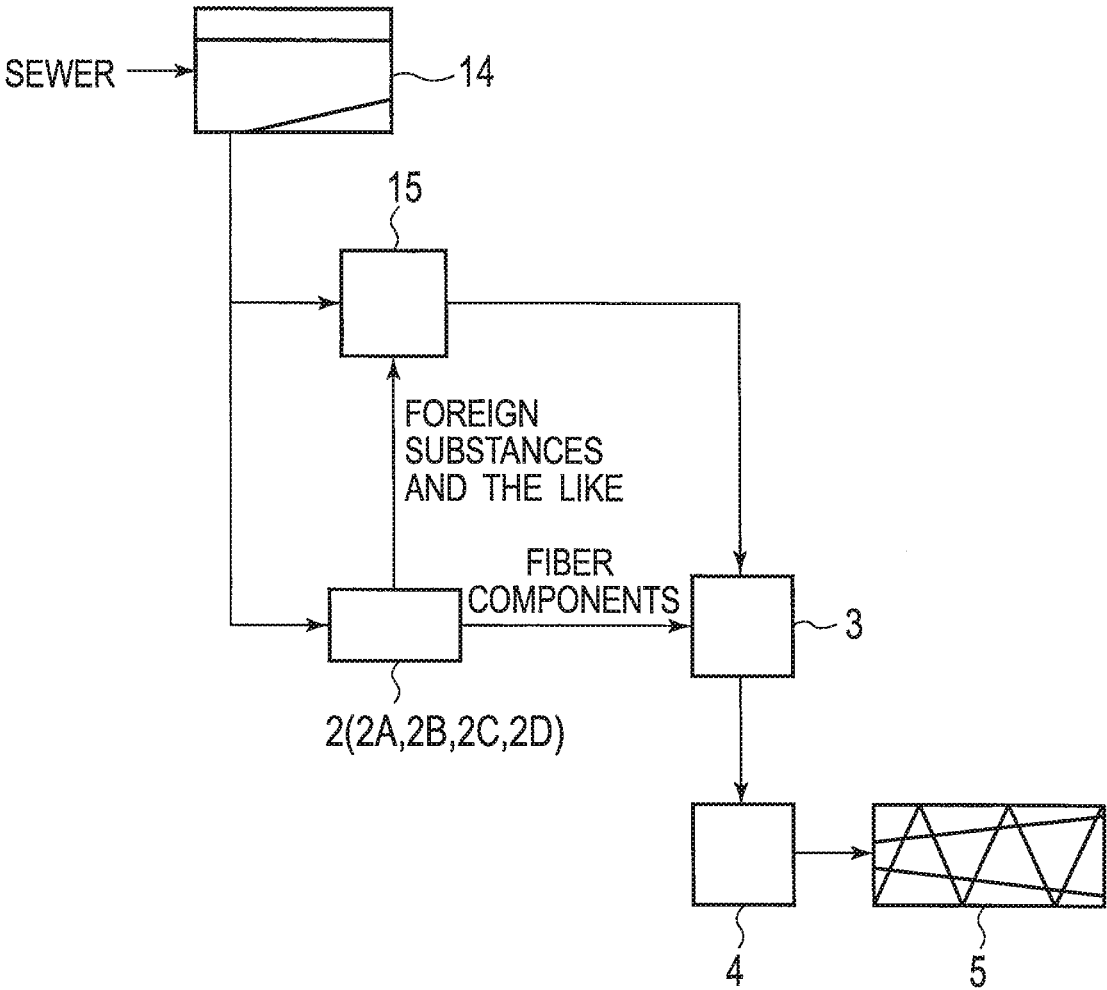 SEWER
14
15
FOREIGN
SUBSTANCES
AND THE LIKE
FIBER
COMPONENTS
3
2(2A,2B,2C,2D)
4
5